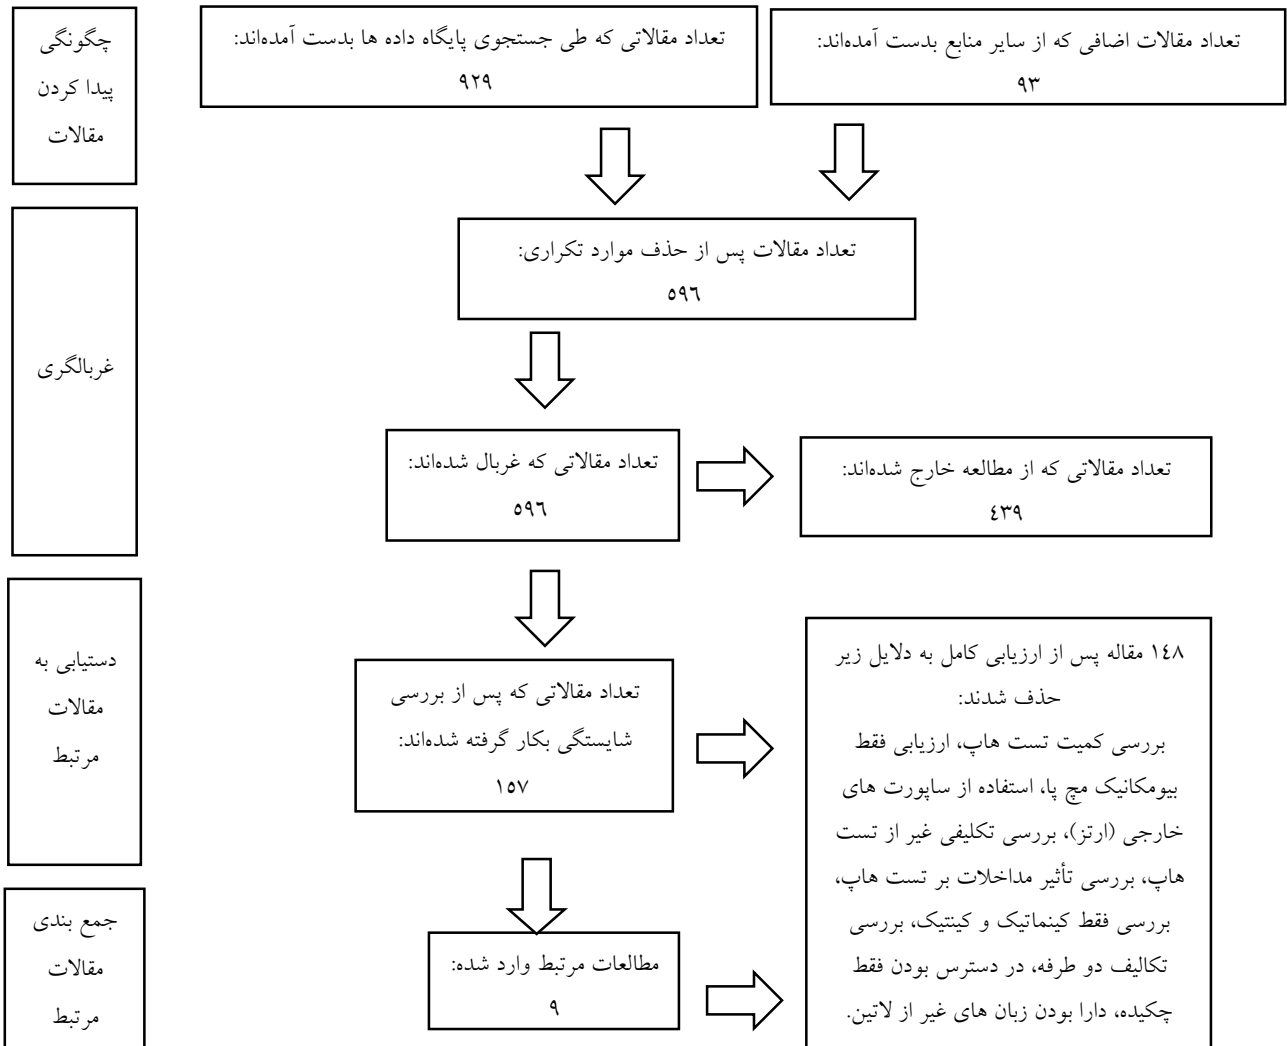 چگونگی
پیدا کردن
مقالات
تعداد مقالات اضافی که از سایر منابع بدست آمده‌اند:
۹۳
تعداد مقالاتی که طی جستجوی پایگاه داده ها بدست آمده‌اند:
۹۲۹
غربالگری
تعداد مقالات پس از حذف موارد تکراری:
۵۹۶
تعداد مقالاتی که غربال شده‌اند:
۵۹۶
تعداد مقالاتی که از مطالعه خارج شده‌اند:
۴۳۹
دستیابی به
مقالات
مرتبط
تعداد مقالاتی که پس از بررسی
شایستگی بکار گرفته شده‌اند:
۱۵۷
۱۴۸ مقاله پس از ارزیابی کامل به دلایل زیر
حذف شدند:
بررسی کمیت تست هاپ، ارزیابی فقط
بیومکانیک مچ پا، استفاده از ساپورت های
خارجی (ارتز)، بررسی تکلیفی غیر از تست
هاپ، بررسی تأثیر مداخلات بر تست هاپ،
بررسی فقط کینماتیک و کینتیک، بررسی
تکالیف دو طرفه، در دسترس بودن فقط
چکیده، دارا بودن زبان های غیر از لاتین.
جمع بندی
مقالات
مرتبط
مطالعات مرتبط وارد شده:
۹